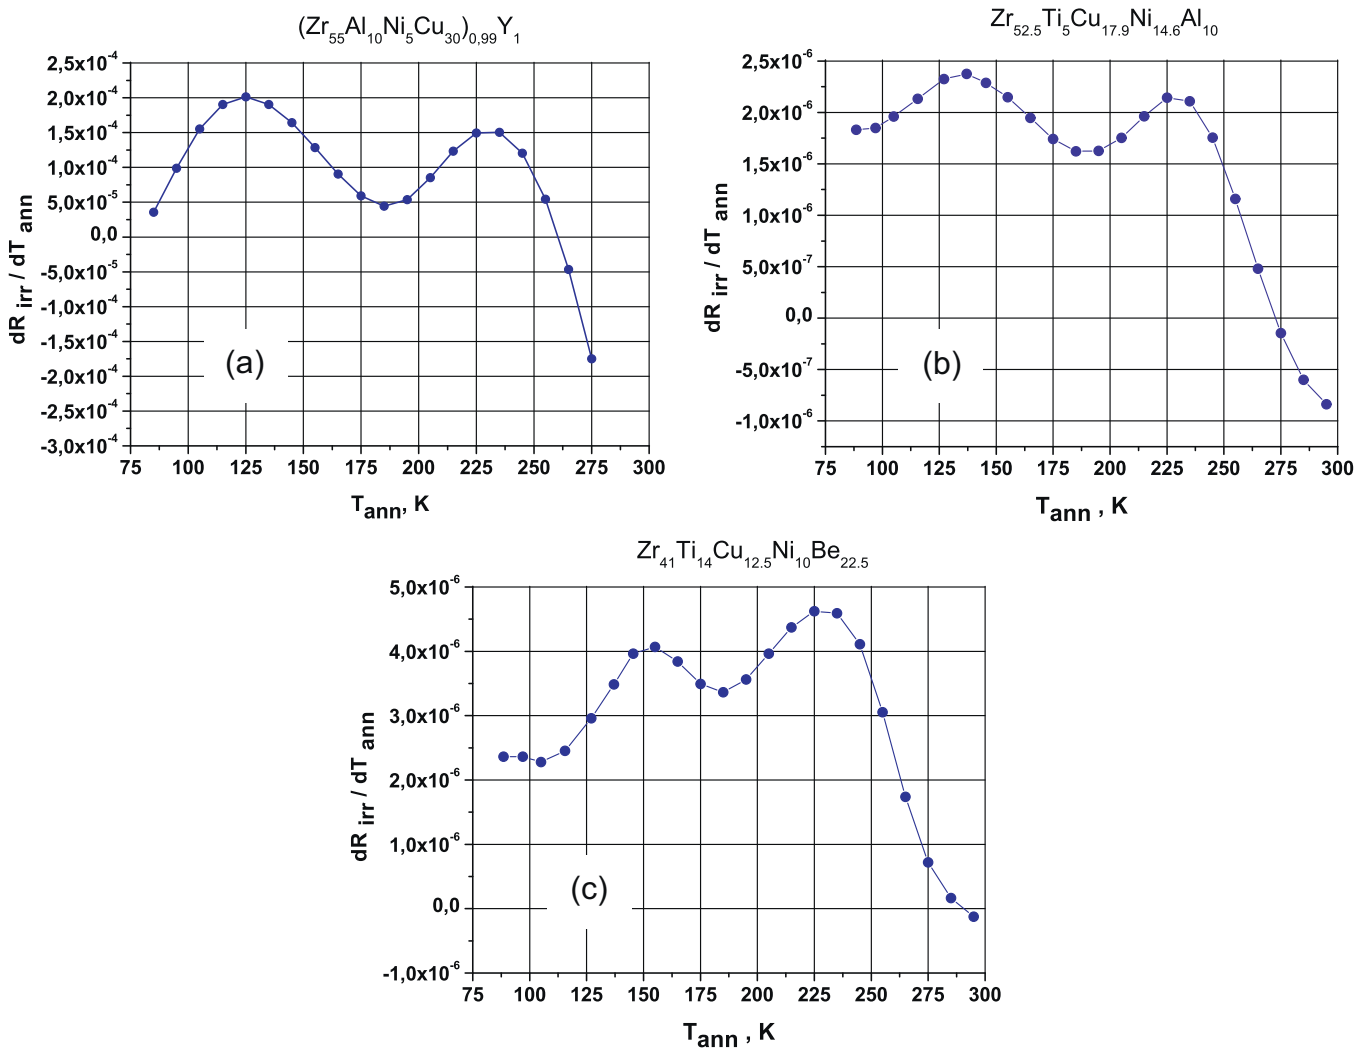 (Zr55Al10Ni5Cu30)0,99Y1
2,5x10-4
2,0x10-4
1,5x10-4
1,0x10-4
5,0x10-5
0,0
-5,0x10-5
-1,0x10-4
-1,5x10-4
-2,0x10-4
-2,5x10-4
-3,0x10-4
dR irr / dT ann
(a)
75 100 125 150 175 200 225 250 275 300
Tann, K
Zr52.5Ti5Cu17.9Ni14.6Al10
2,5x10-6
2,0x10-6
1,5x10-6
1,0x10-6
5,0x10-7
0,0
-5,0x10-7
-1,0x10-6
dR irr / dT ann
(b)
75 100 125 150 175 200 225 250 275 300
Tann , K
Zr41Ti14Cu12.5Ni10Be22.5
5,0x10-6
4,0x10-6
3,0x10-6
2,0x10-6
1,0x10-6
0,0
-1,0x10-6
dR irr / dT ann
(c)
75 100 125 150 175 200 225 250 275 300
Tann , K